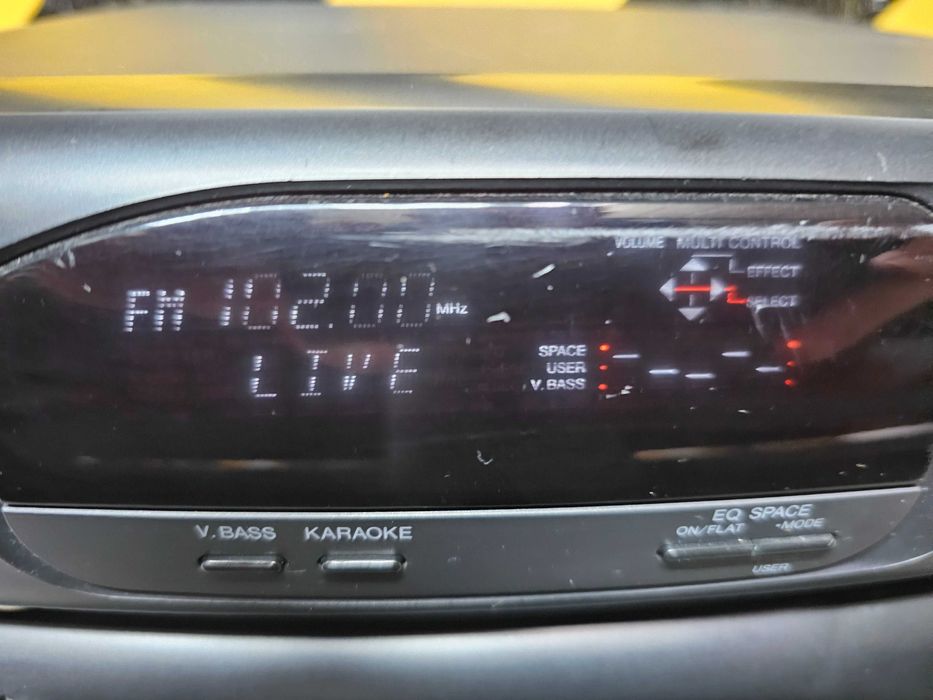 VOLUME MULTI CONTROL
EFFECT
SELECT
FM 102.00 MHz
LIVE
SPACE
USER
V. BASS
V. BASS KARAOKE
EQ SPACE
ON/FLAT -MODE
USER